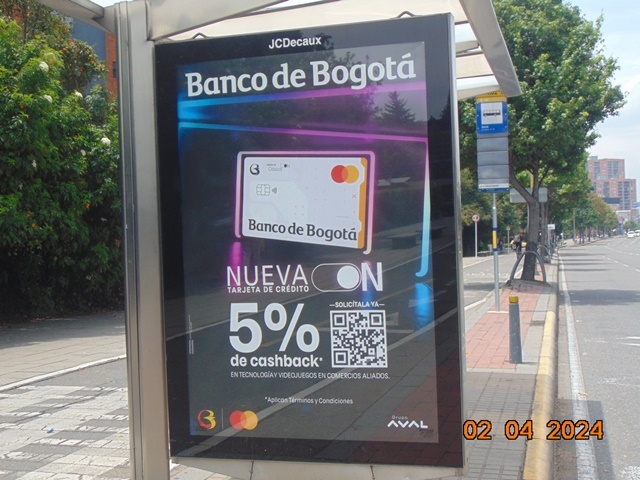 JCDecaux
Banco de Bogotá
Banco de Bogotá
NUEVA ON
TARJETA DE CRÉDITO
5%
de cashback*
SOLICÍTALA YA
EN TECNOLOGÍA Y VIDEOJUEGOS EN COMERCIOS ALIADOS.
*Aplican Términos y Condiciones
Grupo
AVAL
02 04 2024